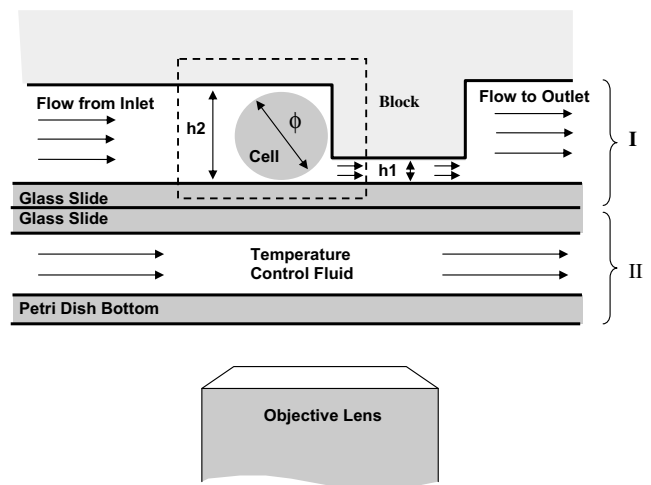 Flow from Inlet
h2
ϕ
Cell
Block
h1
Flow to Outlet
I
Glass Slide
Glass Slide
Temperature
Control Fluid
II
Petri Dish Bottom
Objective Lens